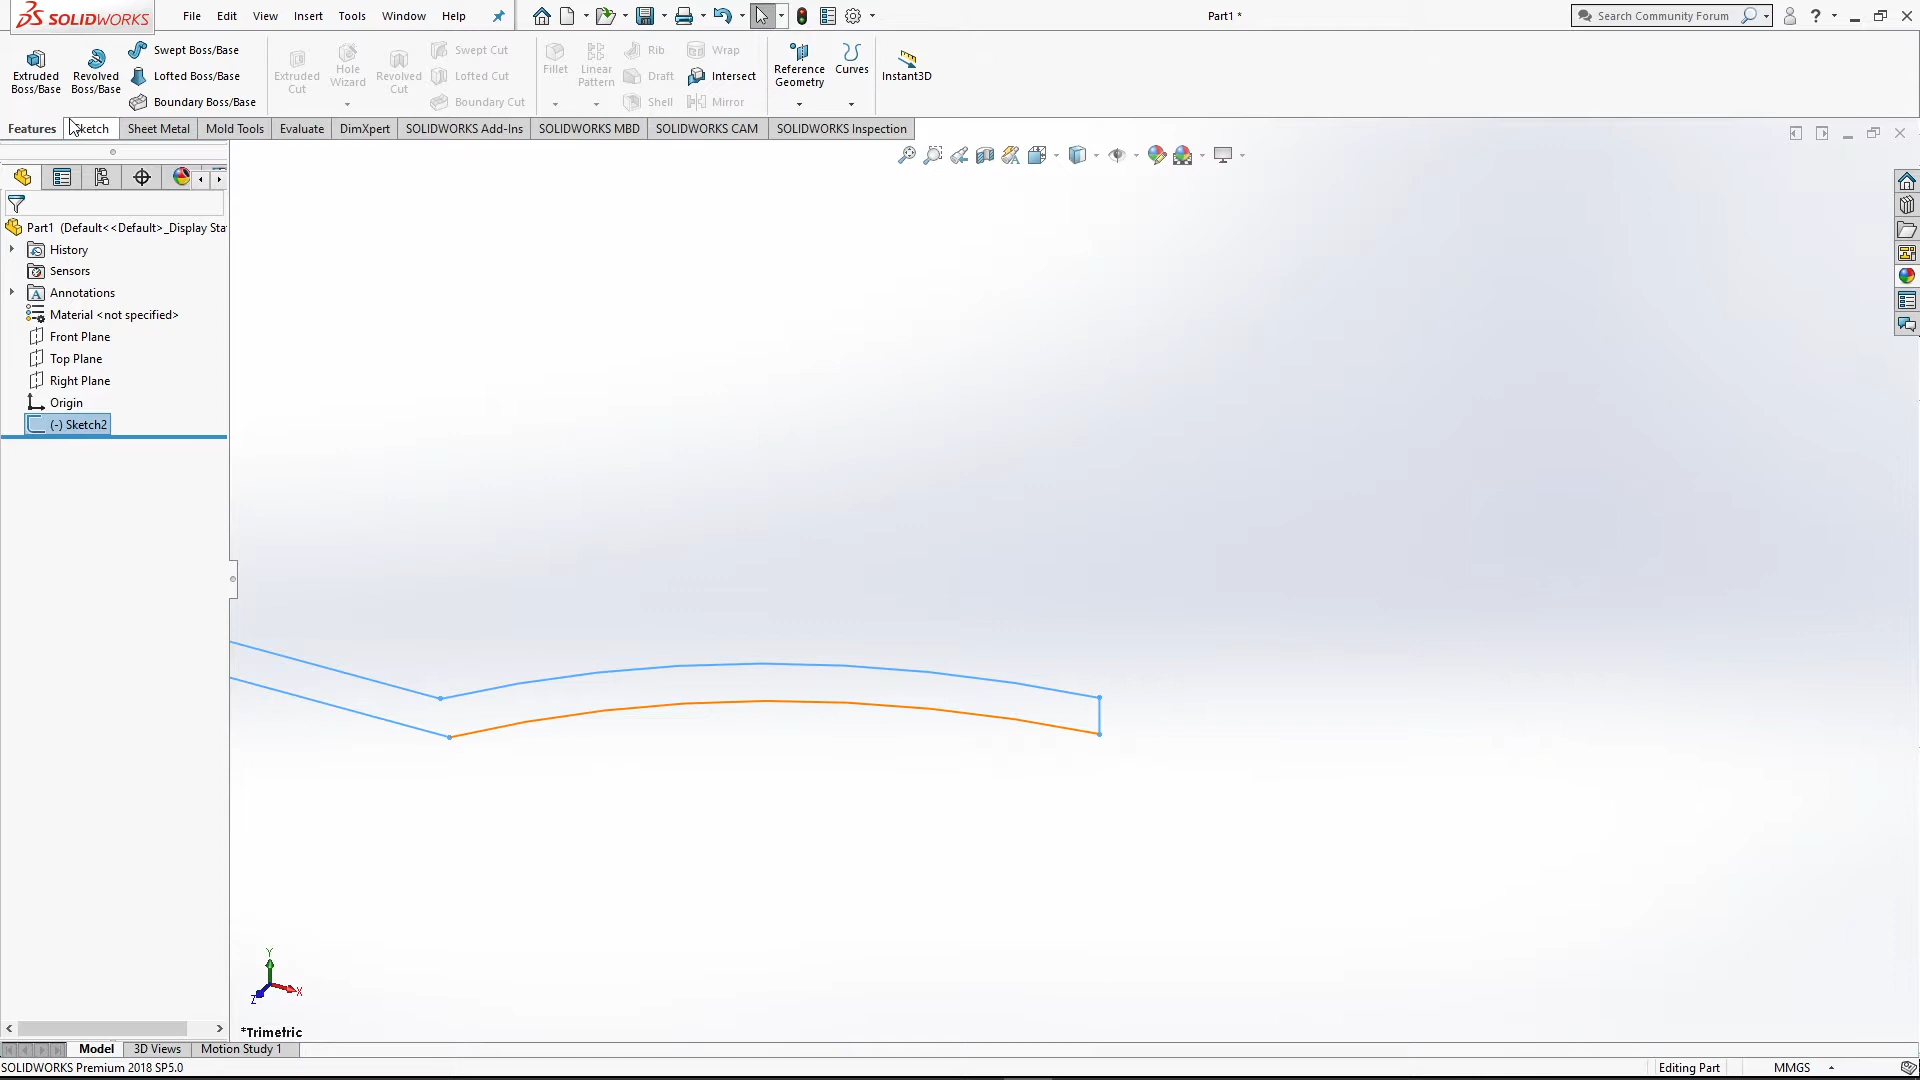 SOLIDWORKS
File Edit View Insert Tools Window Help
Part1 *
Search Community Forum
Extruded Boss/Base
Revolved Boss/Base
Swept Boss/Base
Lofted Boss/Base
Boundary Boss/Base
Extruded Cut
Hole Wizard
Revolved Cut
Swept Cut
Lofted Cut
Boundary Cut
Fillet
Linear Pattern
Rib
Draft
Shell
Wrap
Intersect
Mirror
Reference Geometry
Curves
Instant3D
Features Sketch Sheet Metal Mold Tools Evaluate DimXpert SOLIDWORKS Add-Ins SOLIDWORKS MBD SOLIDWORKS CAM SOLIDWORKS Inspection
Part1 (Default<<Default>_Display Sta
History
Sensors
Annotations
Material <not specified>
Front Plane
Top Plane
Right Plane
Origin
(-) Sketch2
Y
X
Z
*Trimetric
Model 3D Views Motion Study 1
SOLIDWORKS Premium 2018 SP5.0
Editing Part
MMGS